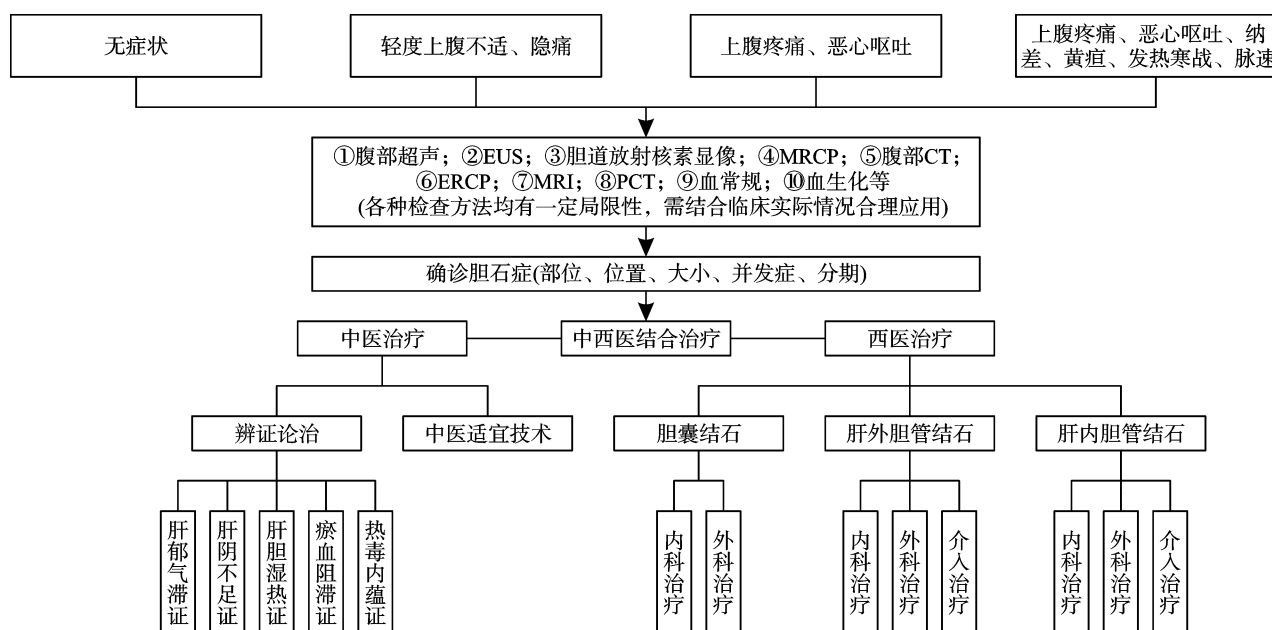 无症状
轻度上腹不适、隐痛
上腹疼痛、恶心呕吐
上腹疼痛、恶心呕吐、纳
差、黄疸、发热寒战、脉速
①腹部超声；②EUS；③胆道放射核素显像；④MRCP；⑤腹部CT；
⑥ERCP；⑦MRI；⑧PCT；⑨血常规；⑩血生化等
(各种检查方法均有一定局限性，需结合临床实际情况合理应用)
确诊胆石症(部位、位置、大小、并发症、分期)
中医治疗
中西医结合治疗
西医治疗
辨证论治
中医适宜技术
胆囊结石
肝外胆管结石
肝内胆管结石
肝郁气滞证
肝阴不足证
肝胆湿热证
瘀血阻滞证
热毒内蕴证
内科治疗
外科治疗
内科治疗
外科治疗
介入治疗
内科治疗
外科治疗
介入治疗